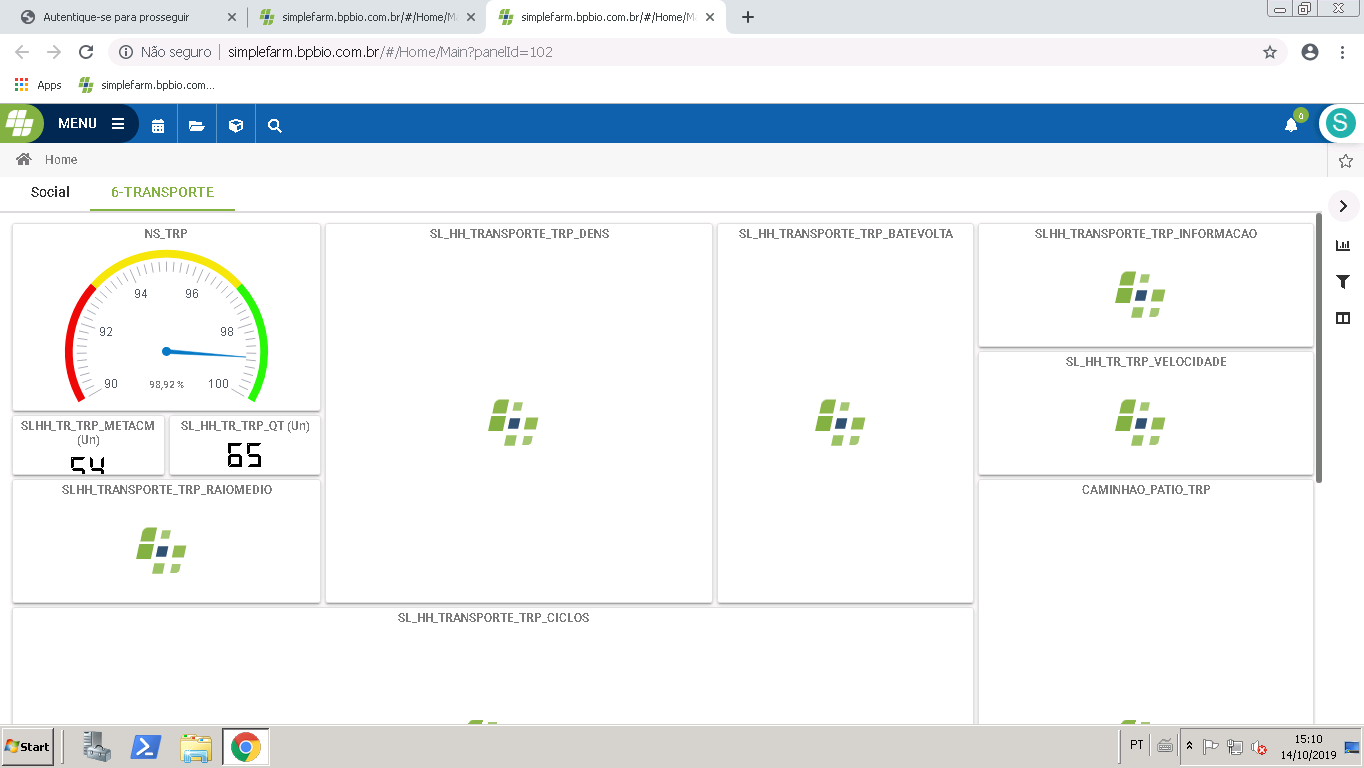 Autentique-se para prosseguir
simplefarm.bpbio.com.br/#/Home/M
simplefarm.bpbio.com.br/#/Home/M
Não seguro
simplefarm.bpbio.com.br/#/Home/Main?panelId=102
Apps
simplefarm.bpbio.com...
MENU
0
S
Home
Social
6-TRANSPORTE
NS_TRP
94
96
92
98
90
98,92 %
100
SL_HH_TRANSPORTE_TRP_DENS
SL_HH_TRANSPORTE_TRP_BATEVOLTA
SLHH_TRANSPORTE_TRP_INFORMACAO
SL_HH_TR_TRP_VELOCIDADE
SLHH_TR_TRP_METACM
(Un)
54
SL_HH_TR_TRP_QT (Un)
65
SLHH_TRANSPORTE_TRP_RAIOMEDIO
CAMINHAO_PATIO_TRP
SL_HH_TRANSPORTE_TRP_CICLOS
Start
PT
15:10
14/10/2019